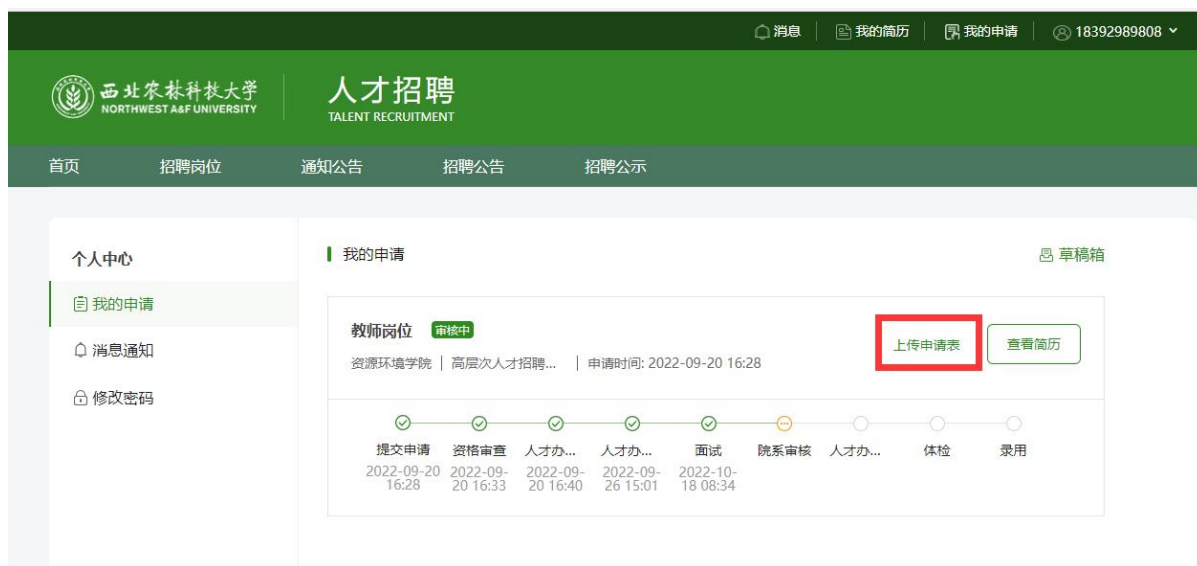 消息 我的简历 我的申请 18392989808
西北农林科技大学 人才招聘
NORTHWEST A&F UNIVERSITY TALENT RECRUITMENT
首页 招聘岗位 通知公告 招聘公告 招聘公示
个人中心
我的申请
消息通知
修改密码
我的申请 草稿箱
教师岗位 审核中 上传申请表 查看简历
资源环境学院 | 高层次人才招聘... | 申请时间: 2022-09-20 16:28
提交申请 资格审查 人才办... 人才办... 面试 院系审核 人才办... 体检 录用
2022-09-20 2022-09- 2022-09- 2022-09- 2022-10-
16:28 20 16:33 20 16:40 26 15:01 18 08:34